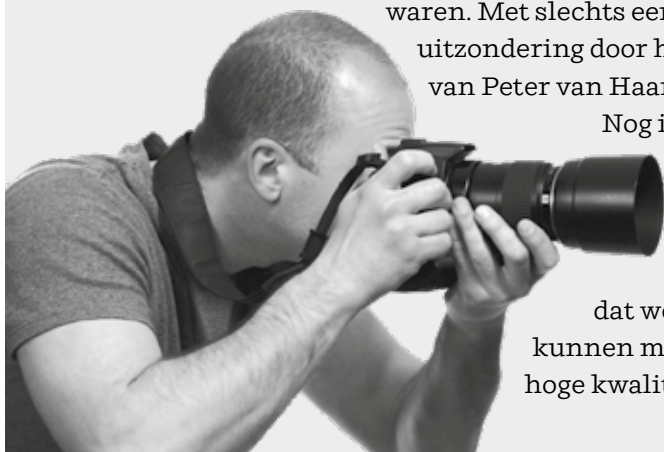 waren. Met slechts een
uitzondering door h
van Peter van Haar
Nog i
dat we
kunnen m
hoge kwalit